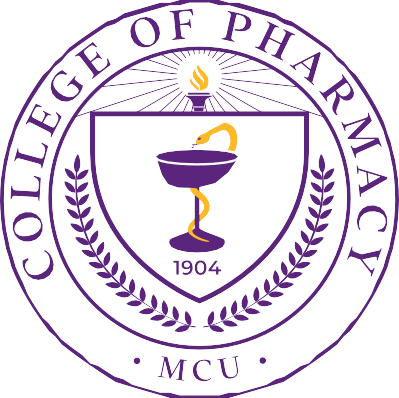 COLLEGE OF PHARMACY
1904
• MCU •